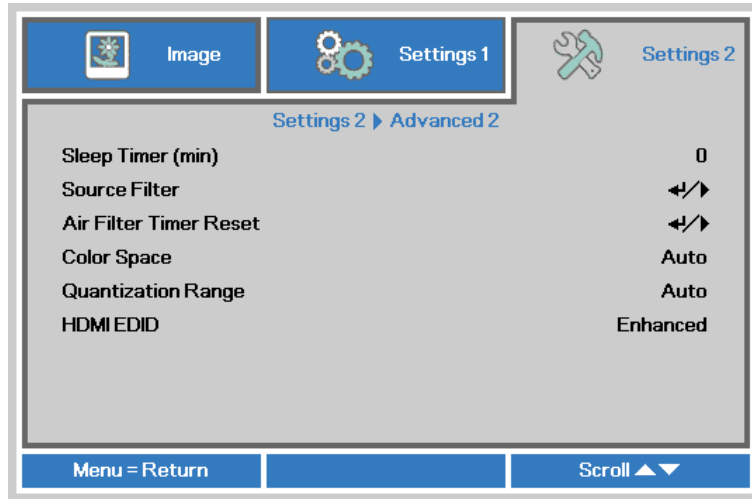 Image
Settings 1
Settings 2
Settings 2 ▶ Advanced 2
Sleep Timer (min) 0
Source Filter ↵/▶
Air Filter Timer Reset ↵/▶
Color Space Auto
Quantization Range Auto
HDMI EDID Enhanced
Menu = Return Scroll ▲▼